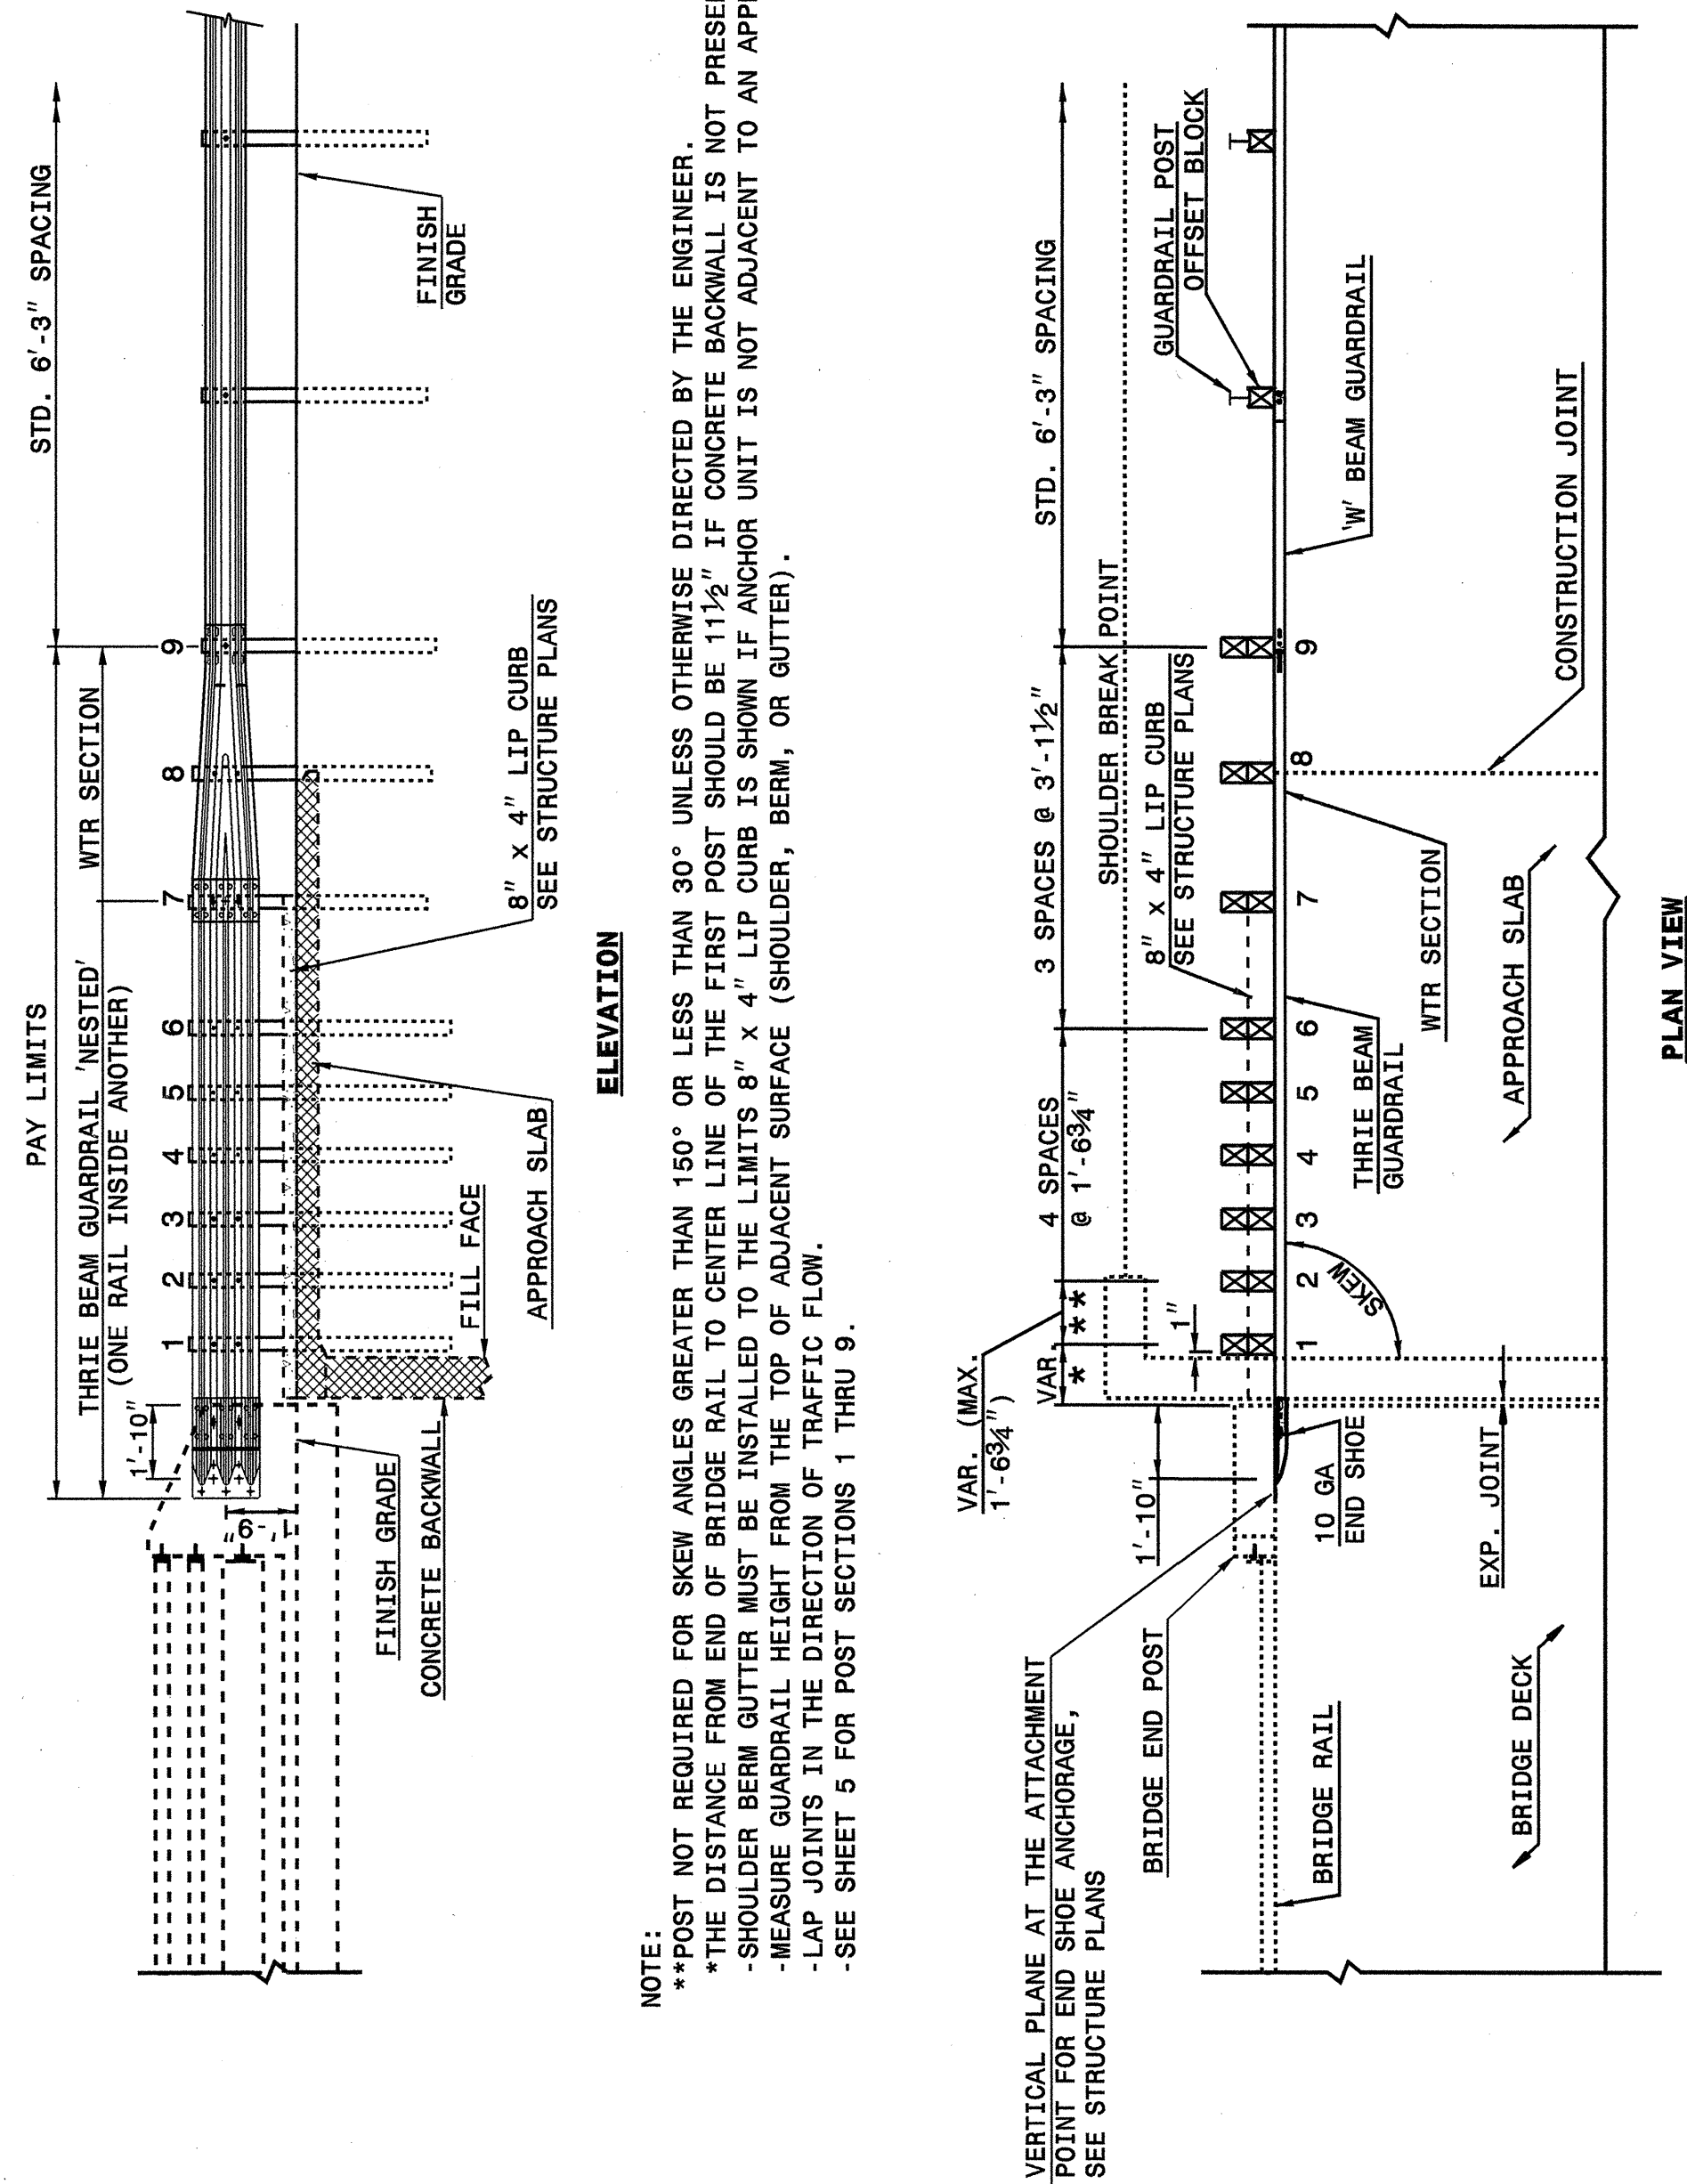 PAY LIMITS
STD. 6'-3" SPACING
THRIE BEAM GUARDRAIL 'NESTED'
(ONE RAIL INSIDE ANOTHER)
WTR SECTION
1'-10"
1 2 3 4 5 6 7 8 9
1'-9"
FINISH GRADE
CONCRETE BACKWALL
FILL FACE
APPROACH SLAB
8" x 4" LIP CURB
SEE STRUCTURE PLANS
FINISH
GRADE
ELEVATION
NOTE:
**POST NOT REQUIRED FOR SKEW ANGLES GREATER THAN 150° OR LESS THAN 30° UNLESS OTHERWISE DIRECTED BY THE ENGINEER.
*THE DISTANCE FROM END OF BRIDGE RAIL TO CENTER LINE OF THE FIRST POST SHOULD BE 11½" IF CONCRETE BACKWALL IS NOT
-SHOULDER BERM GUTTER MUST BE INSTALLED TO THE LIMITS 8" x 4" LIP CURB IS SHOWN IF ANCHOR UNIT IS NOT ADJACENT TO AN
-MEASURE GUARDRAIL HEIGHT FROM THE TOP OF ADJACENT SURFACE (SHOULDER, BERM, OR GUTTER).
-LAP JOINTS IN THE DIRECTION OF TRAFFIC FLOW.
-SEE SHEET 5 FOR POST SECTIONS 1 THRU 9.
VAR. (MAX.
1'-6¾")
VAR.
*
**
4 SPACES
@ 1'-6¾"
3 SPACES @ 3'-1½"
STD. 6'-3" SPACING
1'-10"
1"
SHOULDER BREAK POINT
8" x 4" LIP CURB
SEE STRUCTURE PLANS
GUARDRAIL POST
OFFSET BLOCK
VERTICAL PLANE AT THE ATTACHMENT
POINT FOR END SHOE ANCHORAGE,
SEE STRUCTURE PLANS
BRIDGE END POST
BRIDGE RAIL
10 GA
END SHOE
1 2 3 4 5 6 7 8 9
SKEW
THRIE BEAM
GUARDRAIL
WTR SECTION
'W' BEAM GUARDRAIL
EXP. JOINT
BRIDGE DECK
APPROACH SLAB
CONSTRUCTION JOINT
PLAN VIEW